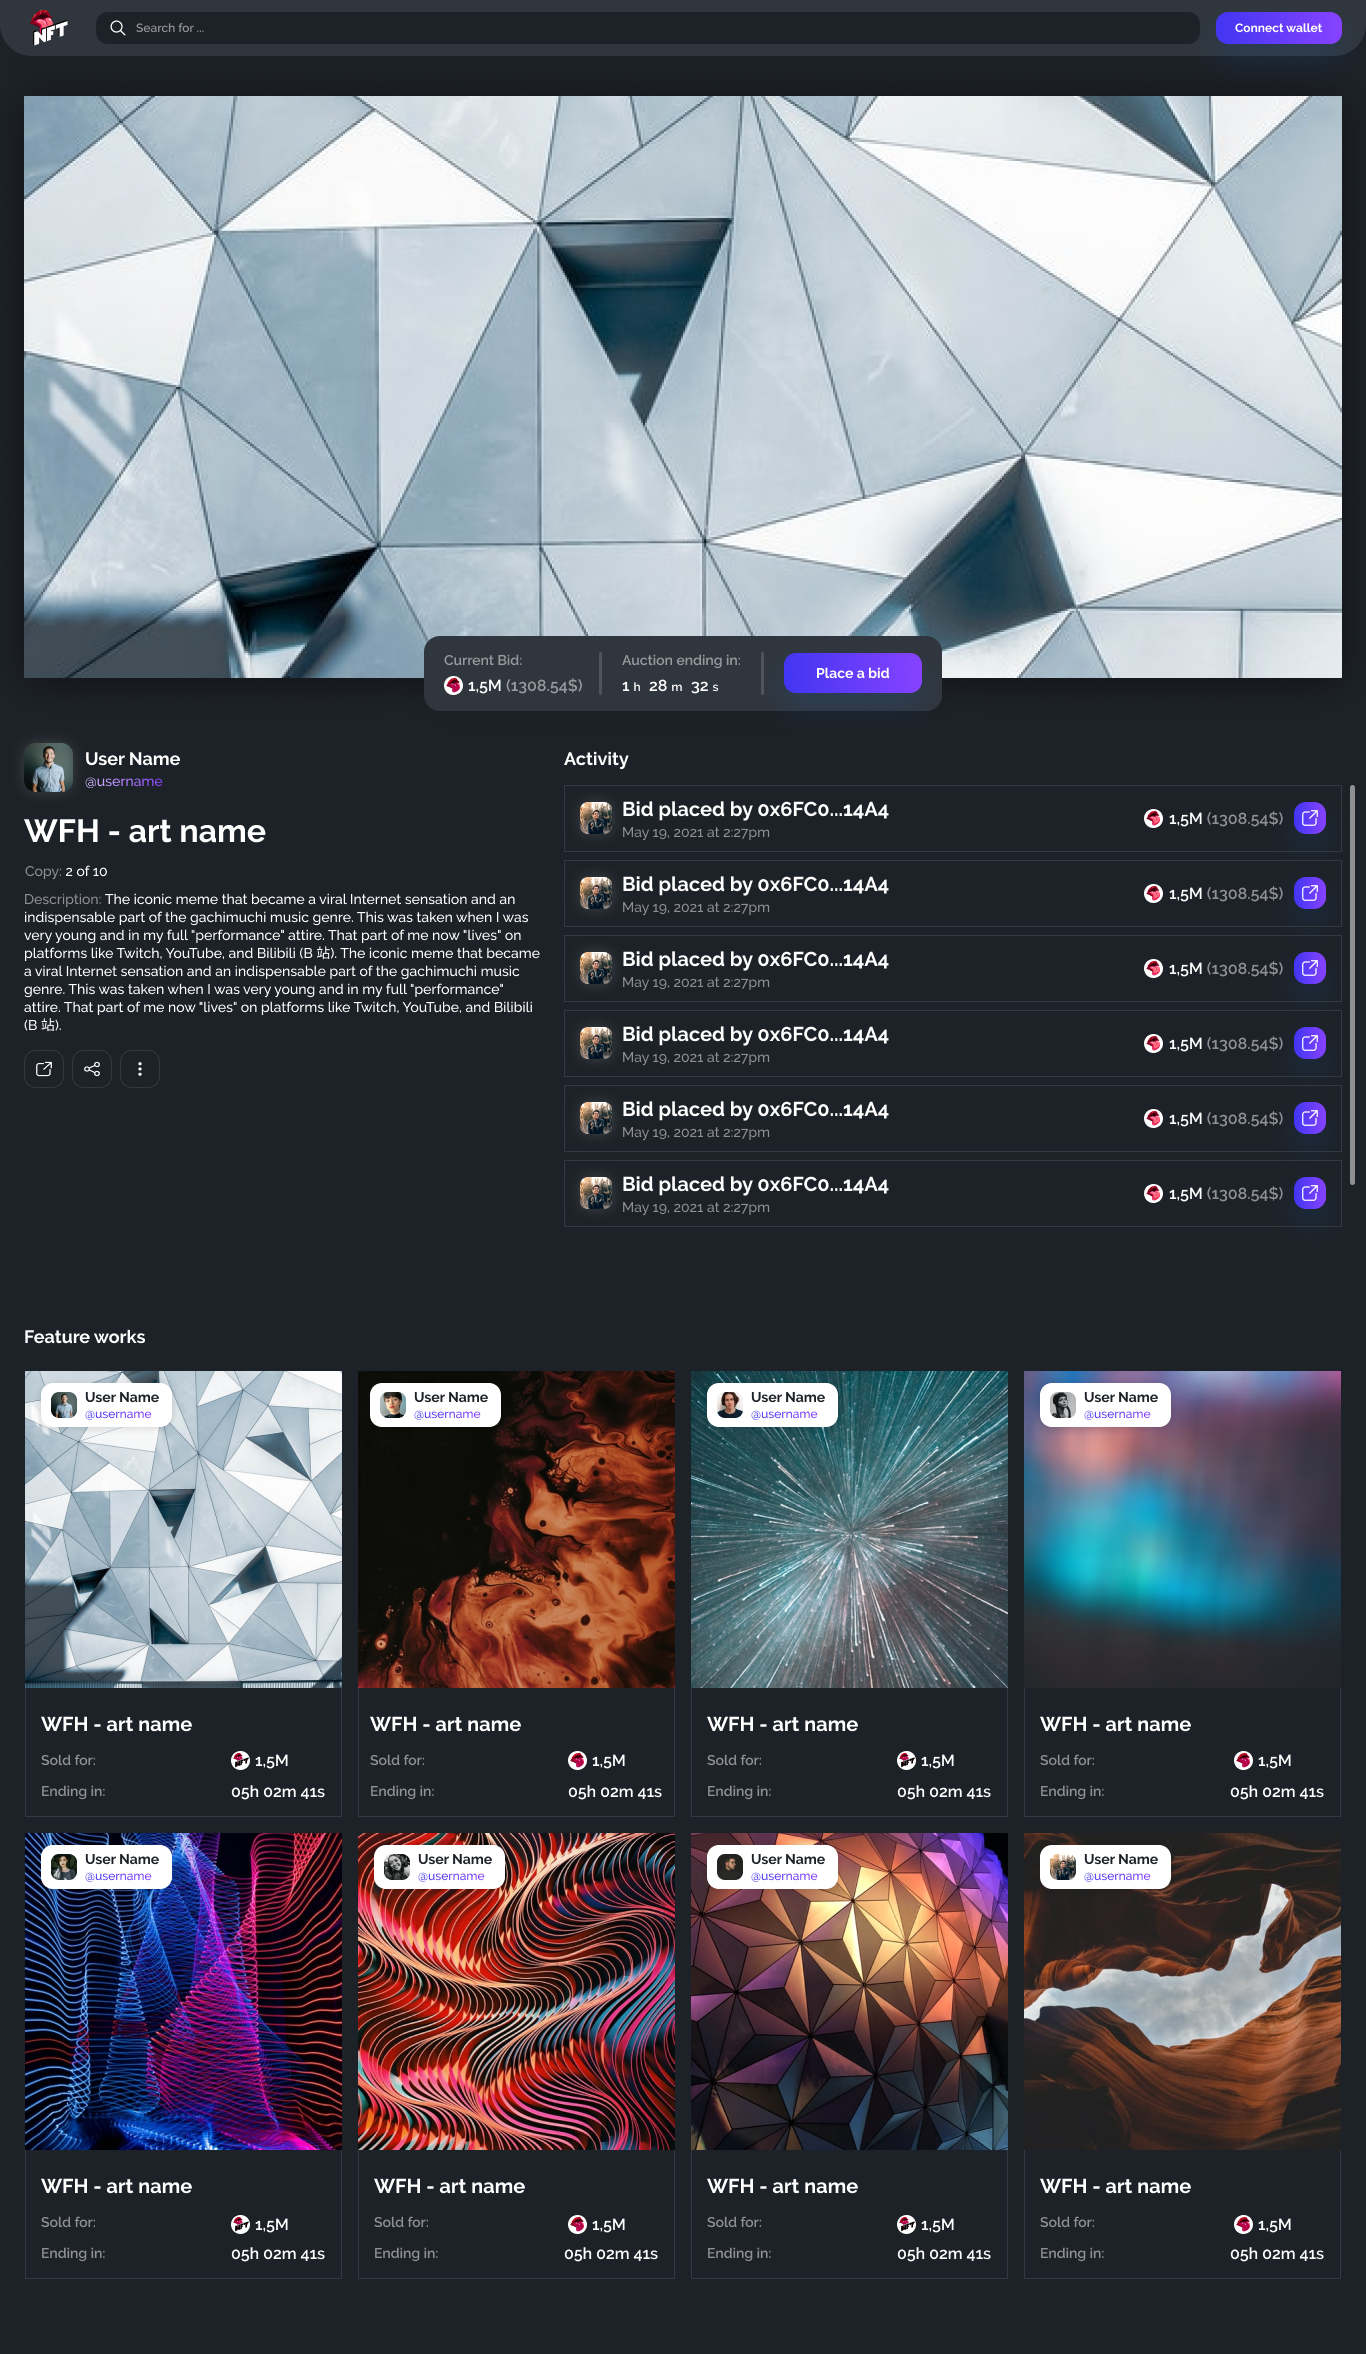 NFT
Search for ...
Connect wallet
Current Bid:
1,5M (1308.54$)
Auction ending in:
1 h 28 m 32 s
Place a bid
User Name
@username
WFH - art name
Copy: 2 of 10
Description: The iconic meme that became a viral Internet sensation and an
indispensable part of the gachimuchi music genre. This was taken when I was
very young and in my full "performance" attire. That part of me now "lives" on
platforms like Twitch, YouTube, and Bilibili (B 站). The iconic meme that became
a viral Internet sensation and an indispensable part of the gachimuchi music
genre. This was taken when I was very young and in my full "performance"
attire. That part of me now "lives" on platforms like Twitch, YouTube, and Bilibili
(B 站).
Activity
Bid placed by 0x6FC0...14A4
May 19, 2021 at 2:27pm
1,5M (1308.54$)
Bid placed by 0x6FC0...14A4
May 19, 2021 at 2:27pm
1,5M (1308.54$)
Bid placed by 0x6FC0...14A4
May 19, 2021 at 2:27pm
1,5M (1308.54$)
Bid placed by 0x6FC0...14A4
May 19, 2021 at 2:27pm
1,5M (1308.54$)
Bid placed by 0x6FC0...14A4
May 19, 2021 at 2:27pm
1,5M (1308.54$)
Bid placed by 0x6FC0...14A4
May 19, 2021 at 2:27pm
1,5M (1308.54$)
Feature works
User Name
@username
WFH - art name
Sold for: 1,5M
Ending in: 05h 02m 41s
User Name
@username
WFH - art name
Sold for: 1,5M
Ending in: 05h 02m 41s
User Name
@username
WFH - art name
Sold for: 1,5M
Ending in: 05h 02m 41s
User Name
@username
WFH - art name
Sold for: 1,5M
Ending in: 05h 02m 41s
User Name
@username
WFH - art name
Sold for: 1,5M
Ending in: 05h 02m 41s
User Name
@username
WFH - art name
Sold for: 1,5M
Ending in: 05h 02m 41s
User Name
@username
WFH - art name
Sold for: 1,5M
Ending in: 05h 02m 41s
User Name
@username
WFH - art name
Sold for: 1,5M
Ending in: 05h 02m 41s